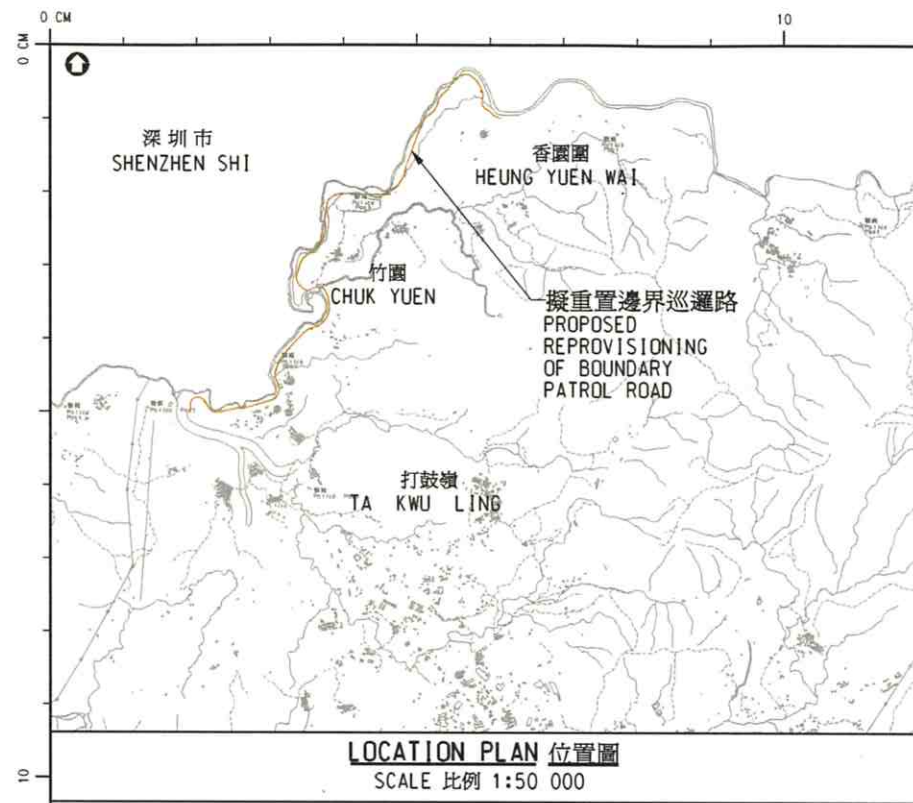 0 CM
10
0 CM
深圳市
SHENZHEN SHI
香園圍
HEUNG YUEN WAI
竹園
CHUK YUEN
擬重置邊界巡邏路
PROPOSED
REPROVISIONING
OF BOUNDARY
PATROL ROAD
打鼓嶺
TA KWU LING
LOCATION PLAN 位置圖
SCALE 比例 1:50 000
10